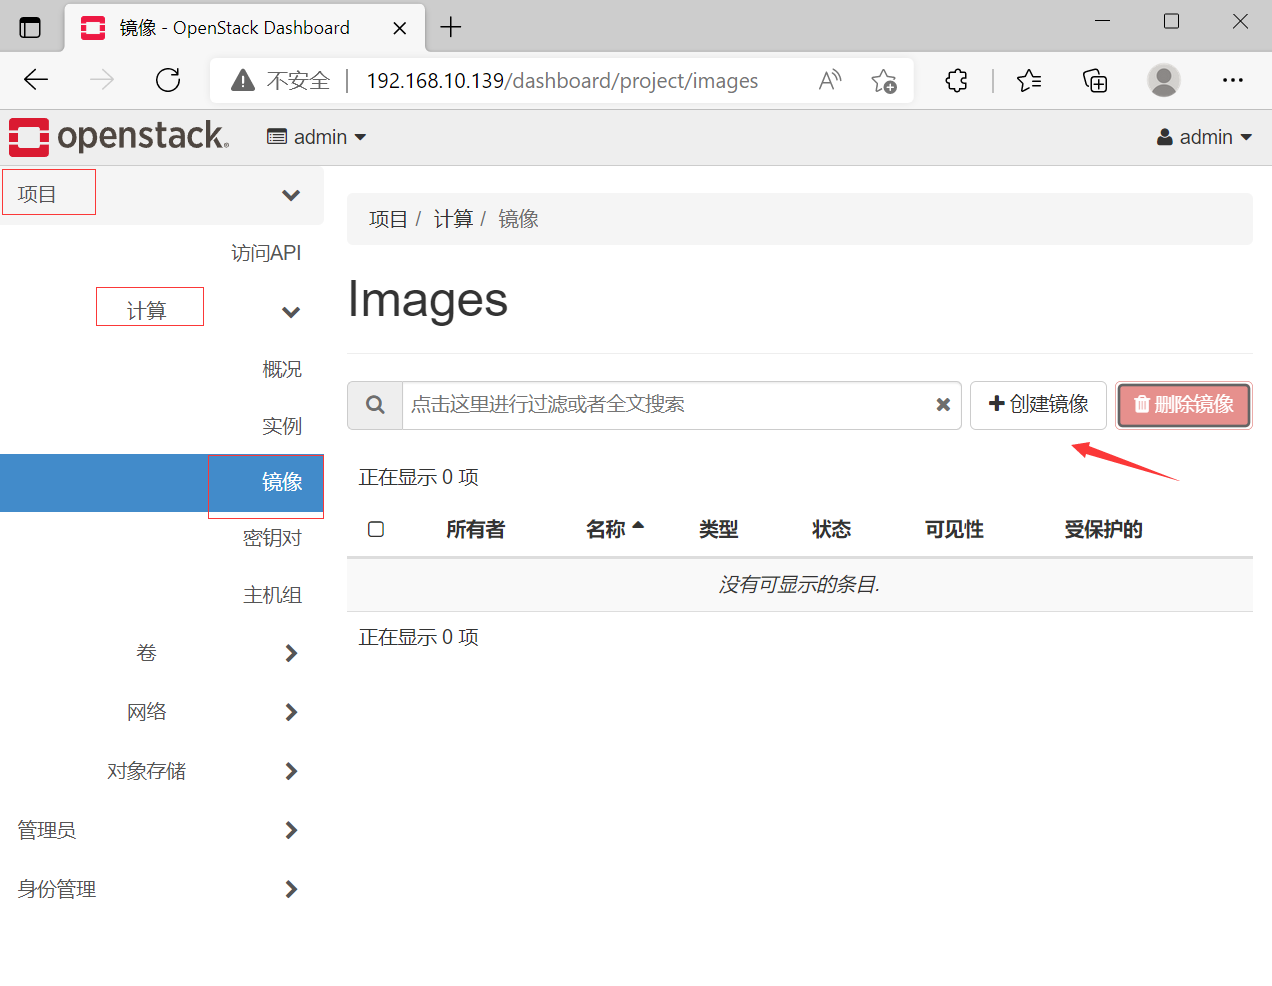 镜像 - OpenStack Dashboard
不安全 192.168.10.139/dashboard/project/images
openstack. admin admin
项目
访问API
计算
概况
实例
镜像
密钥对
主机组
卷
网络
对象存储
管理员
身份管理
项目 / 计算 / 镜像
Images
点击这里进行过滤或者全文搜索 创建镜像 删除镜像
正在显示 0 项
所有者 名称 类型 状态 可见性 受保护的
没有可显示的条目.
正在显示 0 项